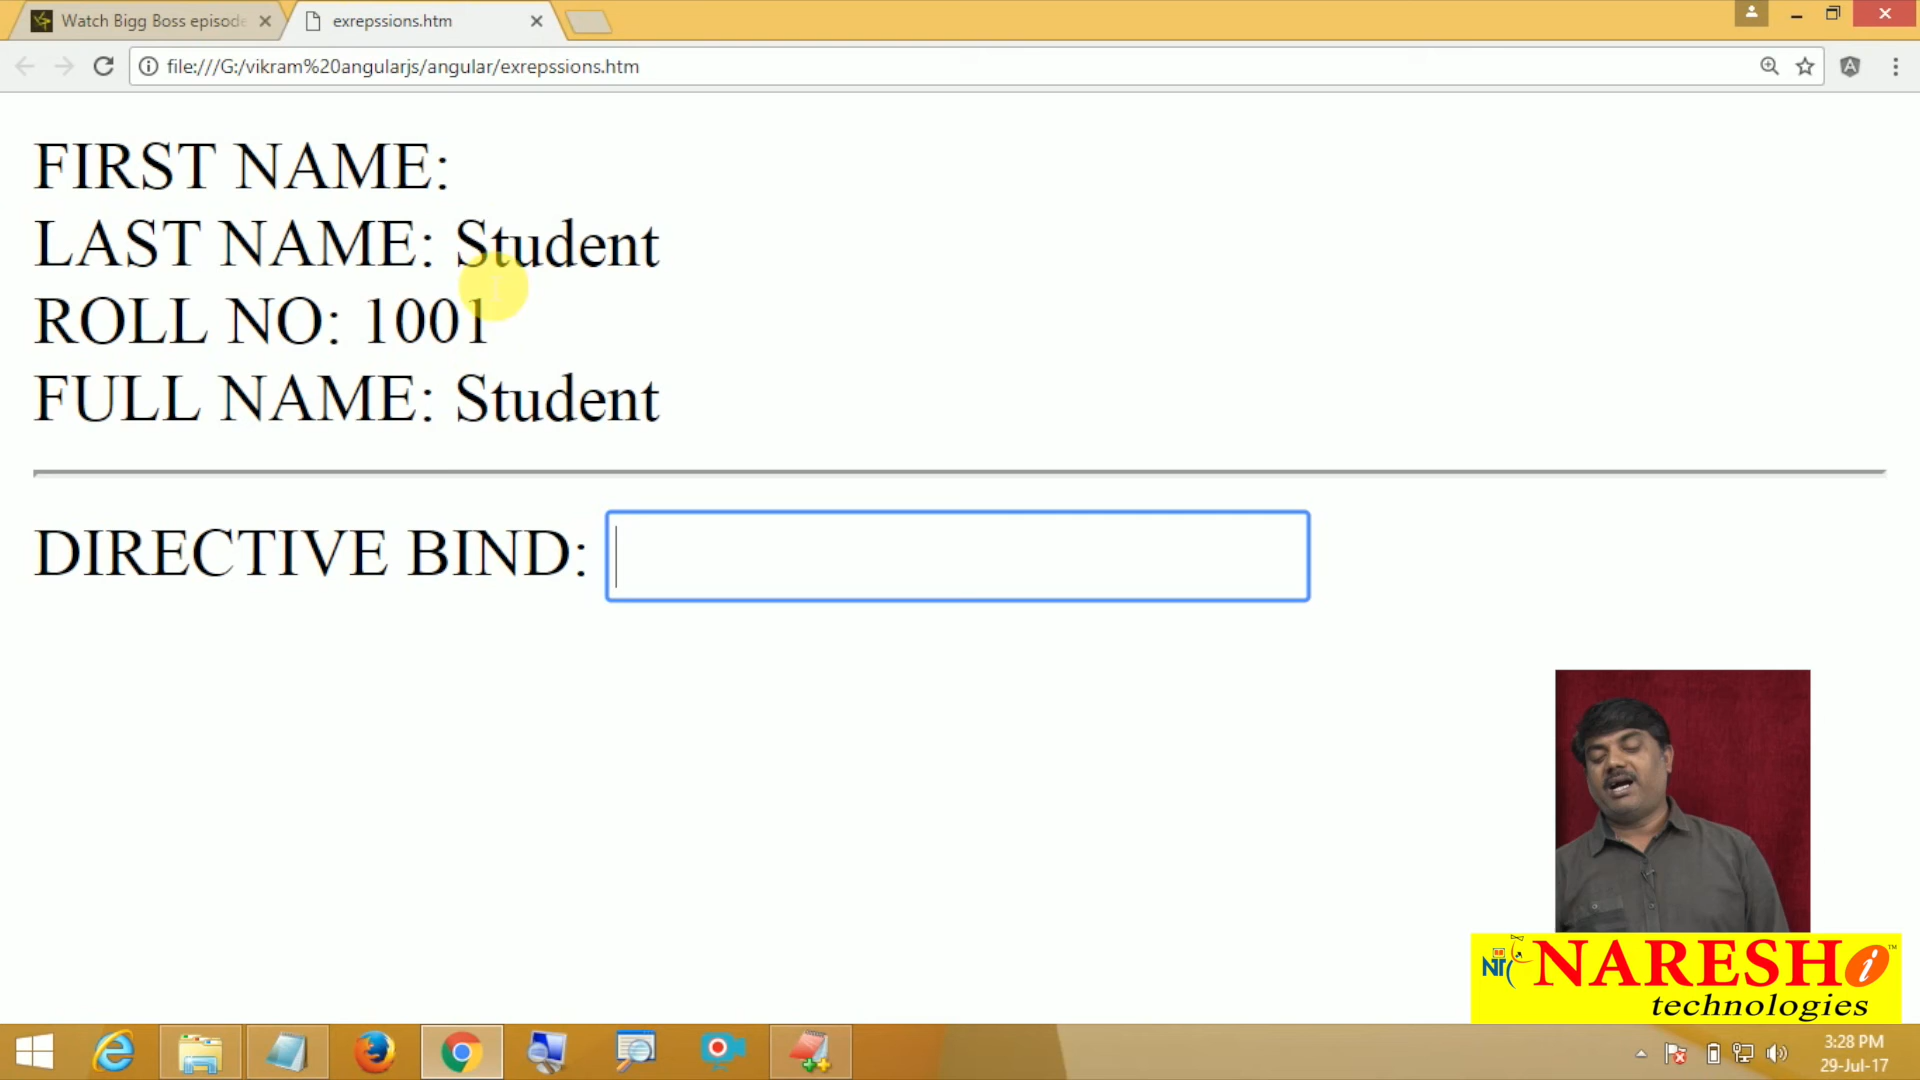 Watch Bigg Boss episode
exrepssions.htm
file:///G:/vikram%20angularjs/angular/exrepssions.htm
FIRST NAME:
LAST NAME: Student
ROLL NO: 1001
FULL NAME: Student
DIRECTIVE BIND:
NARESH i ™
technologies
3:28 PM
29-Jul-17